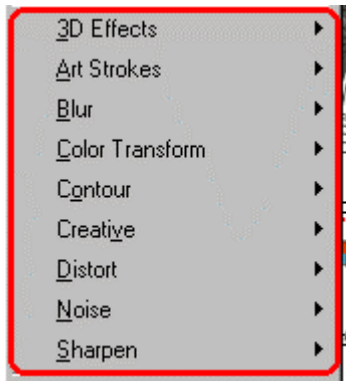 3D Effects
Art Strokes
Blur
Color Transform
Contour
Creative
Distort
Noise
Sharpen